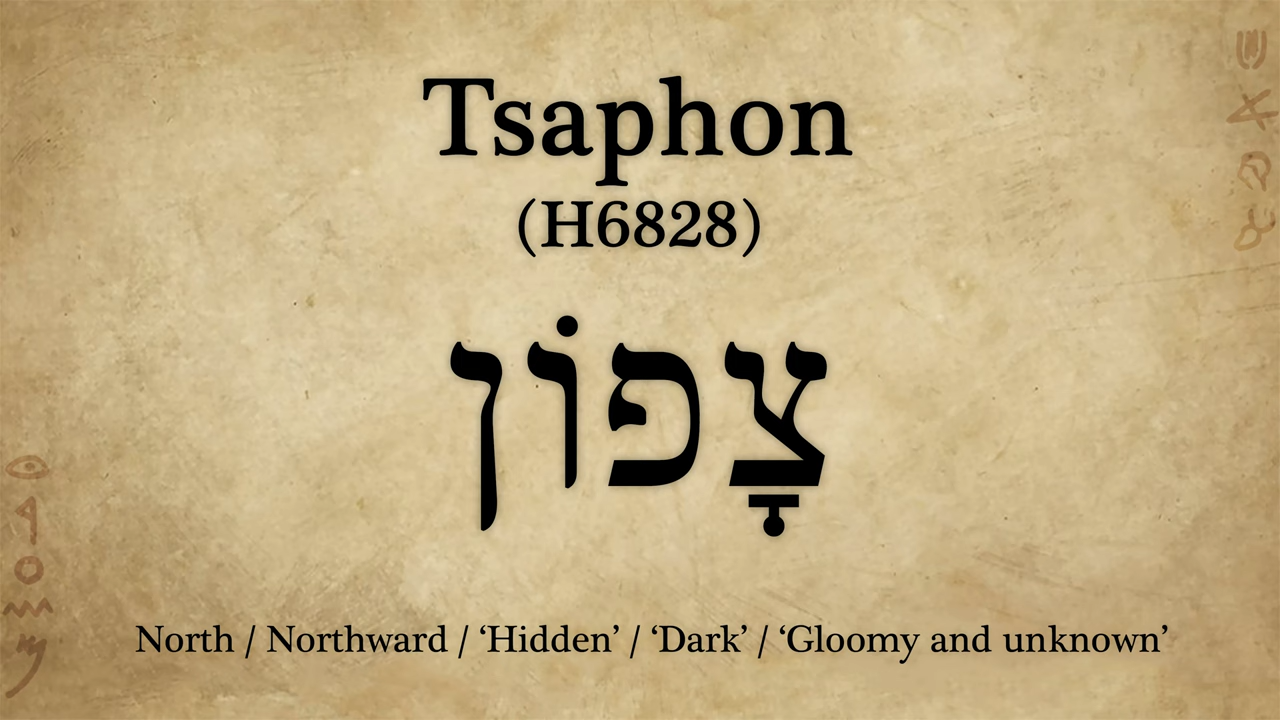 Tsaphon
(H6828)
צָפוֹן
North / Northward / ‘Hidden’ / ‘Dark’ / ‘Gloomy and unknown’